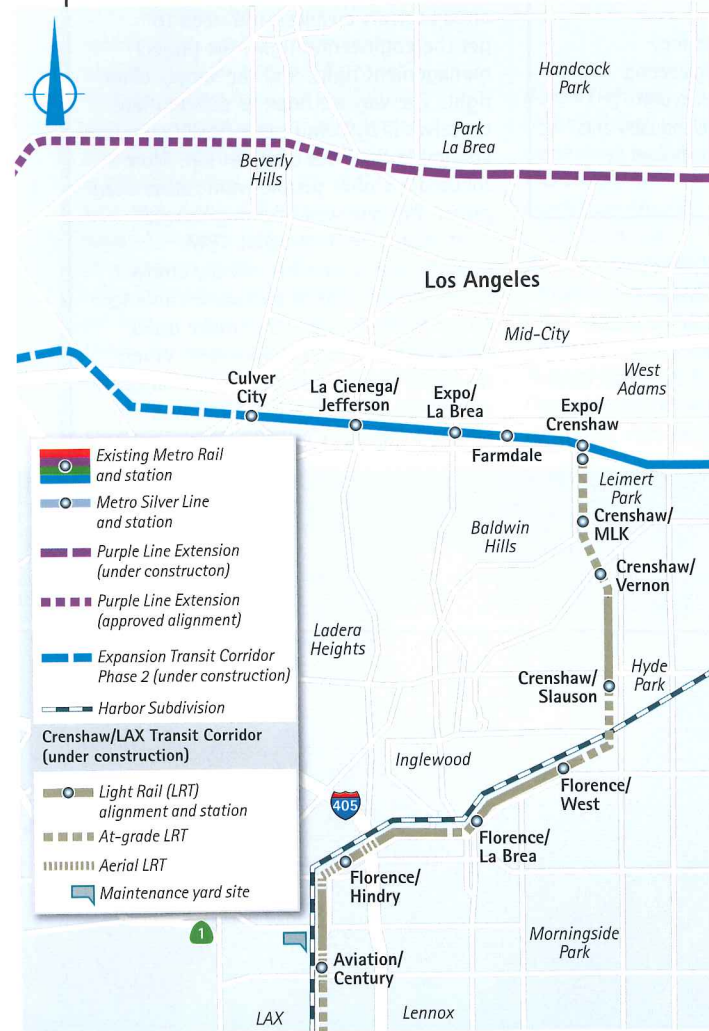 Handcock
Park
Park
La Brea
Beverly
Hills
Los Angeles
Mid-City
West
Adams
Culver
City
La Cienega/
Jefferson
Expo/
La Brea
Farmdale
Expo/
Crenshaw
Leimert
Park
Crenshaw/
MLK
Baldwin
Hills
Crenshaw/
Vernon
Ladera
Heights
Hyde
Park
Crenshaw/
Slauson
Inglewood
Florence/
West
405
Florence/
La Brea
Florence/
Hindry
Morningside
Park
1
Aviation/
Century
LAX
Lennox
Existing Metro Rail
and station
Metro Silver Line
and station
Purple Line Extension
(under constructon)
Purple Line Extension
(approved alignment)
Expansion Transit Corridor
Phase 2 (under construction)
Harbor Subdivision
Crenshaw/LAX Transit Corridor
(under construction)
Light Rail (LRT)
alignment and station
At-grade LRT
Aerial LRT
Maintenance yard site